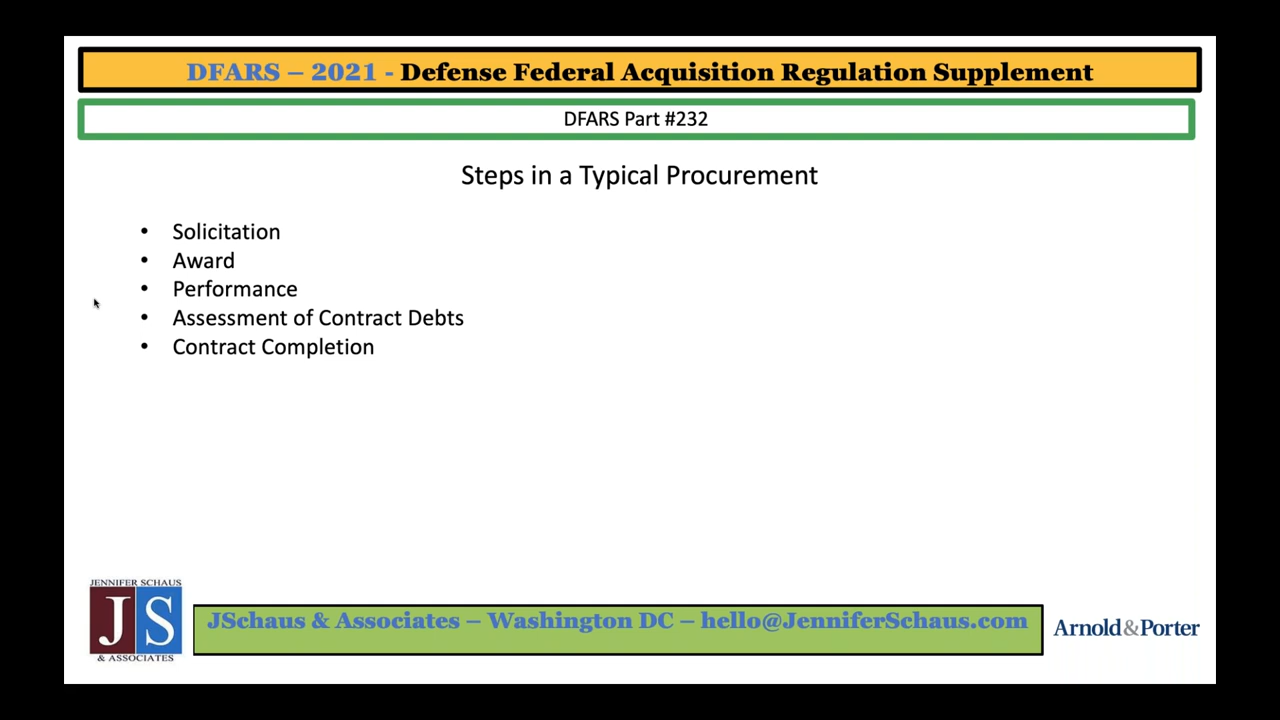 DFARS – 2021 - Defense Federal Acquisition Regulation Supplement
DFARS Part #232
Steps in a Typical Procurement
• Solicitation
• Award
• Performance
• Assessment of Contract Debts
• Contract Completion
JENNIFER SCHAUS
JS
& ASSOCIATES
JSchaus & Associates – Washington DC – hello@JenniferSchaus.com
Arnold&Porter